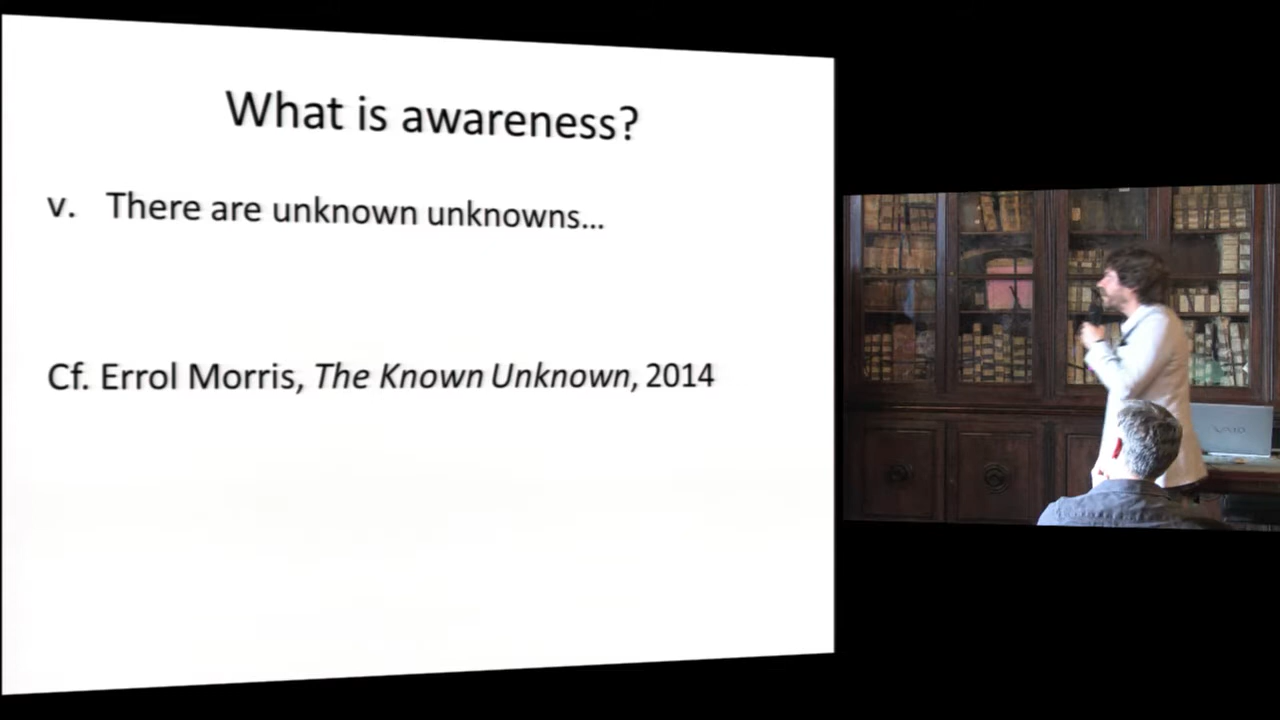 What is awareness?
v. There are unknown unknowns...
Cf. Errol Morris, The Known Unknown, 2014
VAIO